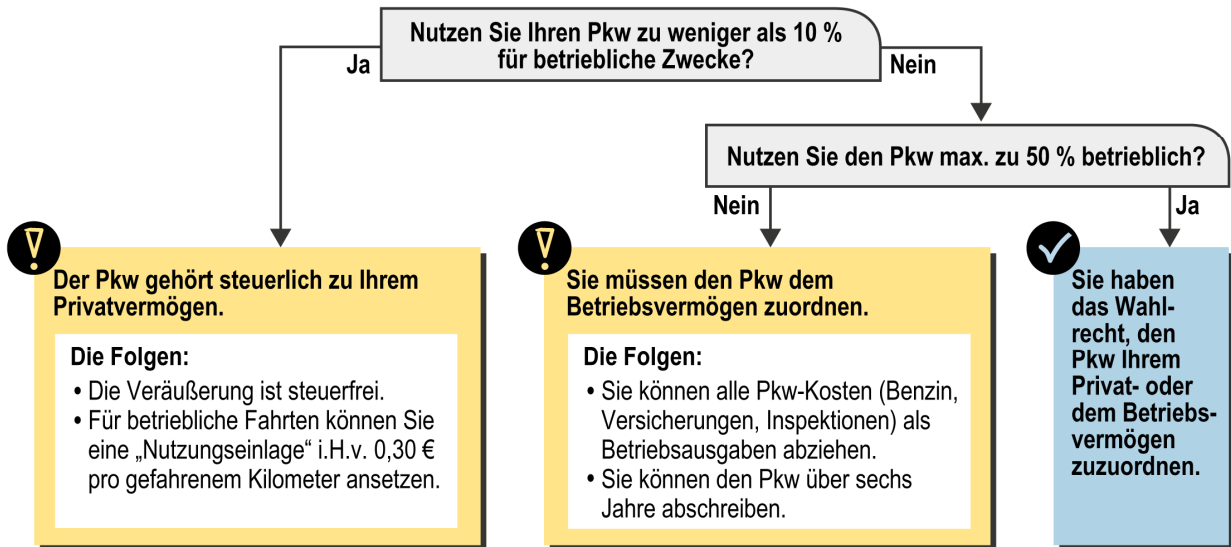 Nutzen Sie Ihren Pkw zu weniger als 10 %
für betriebliche Zwecke?
Ja
Nein
Nutzen Sie den Pkw max. zu 50 % betrieblich?
Nein
Ja
Der Pkw gehört steuerlich zu Ihrem
Privatvermögen.
Die Folgen:
• Die Veräußerung ist steuerfrei.
• Für betriebliche Fahrten können Sie
eine „Nutzungseinlage“ i.H.v. 0,30 €
pro gefahrenem Kilometer ansetzen.
Sie müssen den Pkw dem
Betriebsvermögen zuordnen.
Die Folgen:
• Sie können alle Pkw-Kosten (Benzin,
Versicherungen, Inspektionen) als
Betriebsausgaben abziehen.
• Sie können den Pkw über sechs
Jahre abschreiben.
Sie haben
das Wahl-
recht, den
Pkw Ihrem
Privat- oder
dem Betriebs-
vermögen
zuzuordnen.